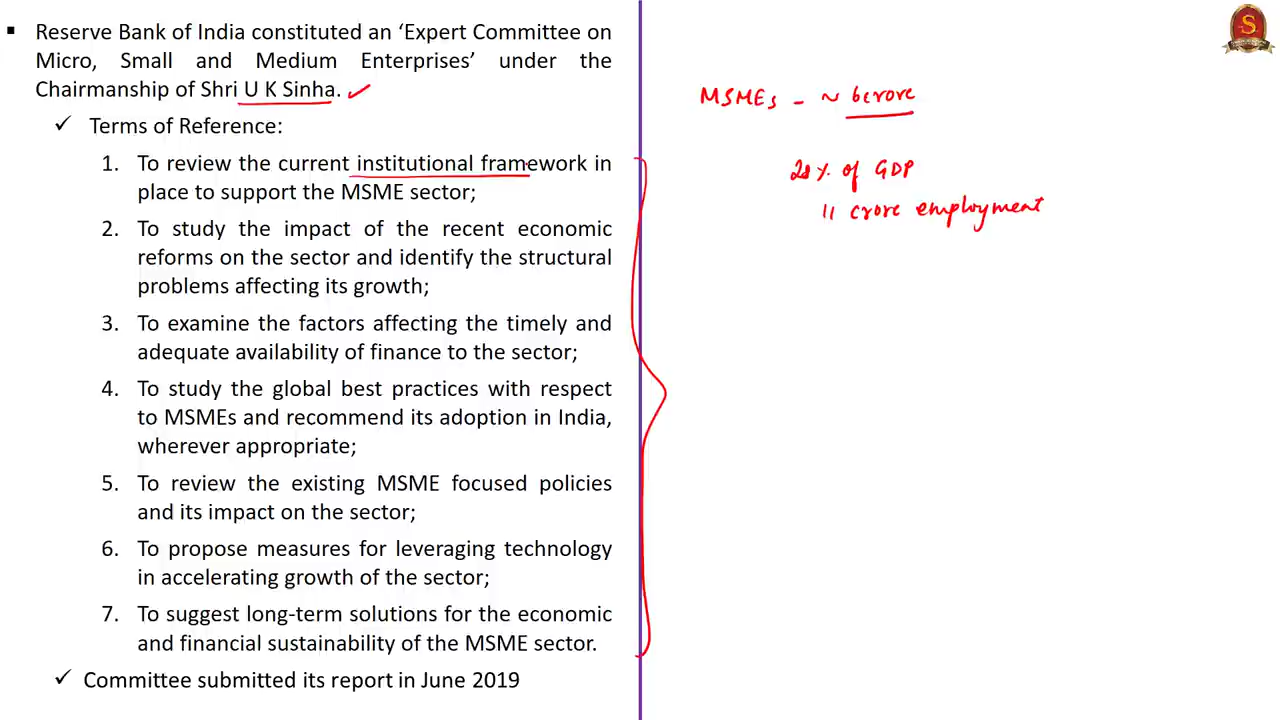 ▪ Reserve Bank of India constituted an ‘Expert Committee on
Micro, Small and Medium Enterprises’ under the
Chairmanship of Shri U K Sinha.
✓ Terms of Reference:
1. To review the current institutional framework in
place to support the MSME sector;
2. To study the impact of the recent economic
reforms on the sector and identify the structural
problems affecting its growth;
3. To examine the factors affecting the timely and
adequate availability of finance to the sector;
4. To study the global best practices with respect
to MSMEs and recommend its adoption in India,
wherever appropriate;
5. To review the existing MSME focused policies
and its impact on the sector;
6. To propose measures for leveraging technology
in accelerating growth of the sector;
7. To suggest long-term solutions for the economic
and financial sustainability of the MSME sector.
✓ Committee submitted its report in June 2019
MSMEs - ~ 6crore
28% of GDP
11 crore employment
S